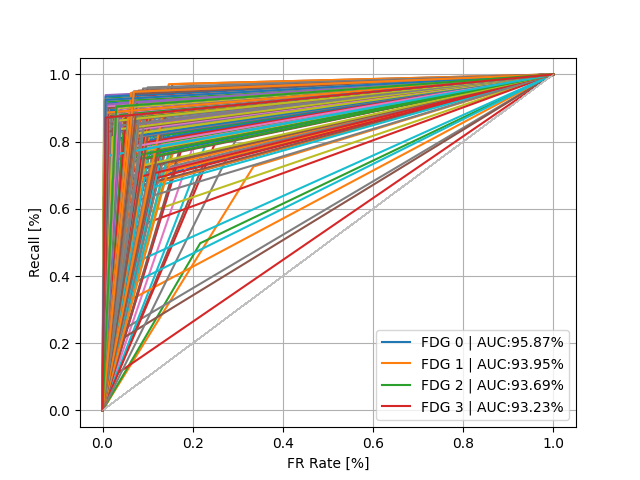 1.0
0.8
0.6
0.4
0.2
0.0
Recall [%]
FDG 0 | AUC:95.87%
FDG 1 | AUC:93.95%
FDG 2 | AUC:93.69%
FDG 3 | AUC:93.23%
0.0 0.2 0.4 0.6 0.8 1.0
FR Rate [%]